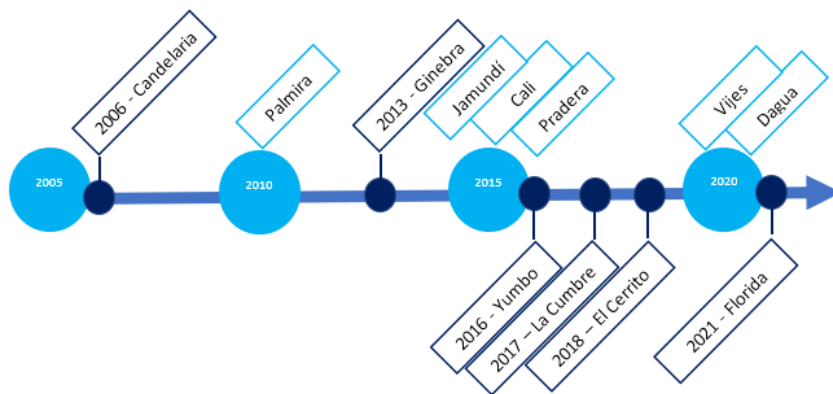 2006 - Candelaria
Palmira
2013 - Ginebra
Jamundí
Cali
Pradera
Vijes
Dagua
2005
2010
2015
2020
2016 - Yumbo
2017 – La Cumbre
2018 – El Cerrito
2021 - Florida